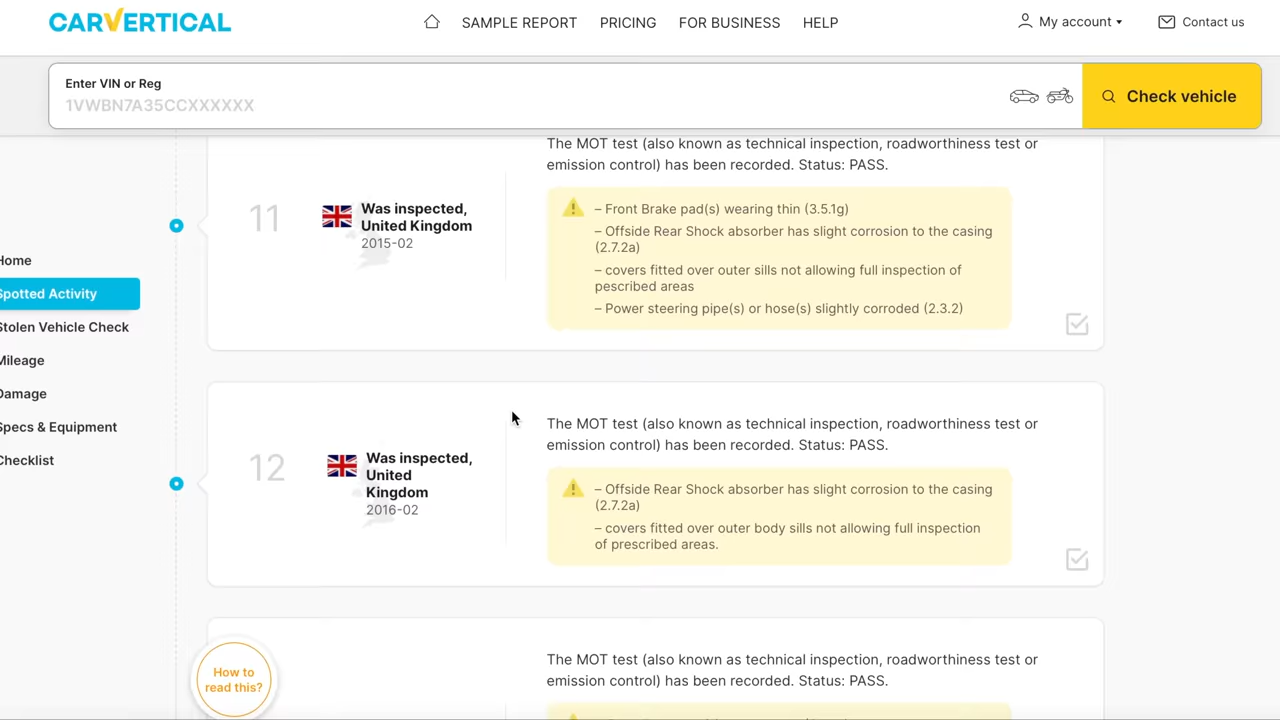 CARVERTICAL
SAMPLE REPORT
PRICING
FOR BUSINESS
HELP
My account
Contact us
Enter VIN or Reg
1VWBN7A35CCXXXXXX
Check vehicle
Home
Spotted Activity
Stolen Vehicle Check
Mileage
Damage
Specs & Equipment
Checklist
11
Was inspected,
United Kingdom
2015-02
The MOT test (also known as technical inspection, roadworthiness test or
emission control) has been recorded. Status: PASS.
– Front Brake pad(s) wearing thin (3.5.1g)
– Offside Rear Shock absorber has slight corrosion to the casing
(2.7.2a)
– covers fitted over outer sills not allowing full inspection of
pescribed areas
– Power steering pipe(s) or hose(s) slightly corroded (2.3.2)
12
Was inspected,
United
Kingdom
2016-02
The MOT test (also known as technical inspection, roadworthiness test or
emission control) has been recorded. Status: PASS.
– Offside Rear Shock absorber has slight corrosion to the casing
(2.7.2a)
– covers fitted over outer body sills not allowing full inspection
of prescribed areas.
The MOT test (also known as technical inspection, roadworthiness test or
emission control) has been recorded. Status: PASS.
How to
read this?